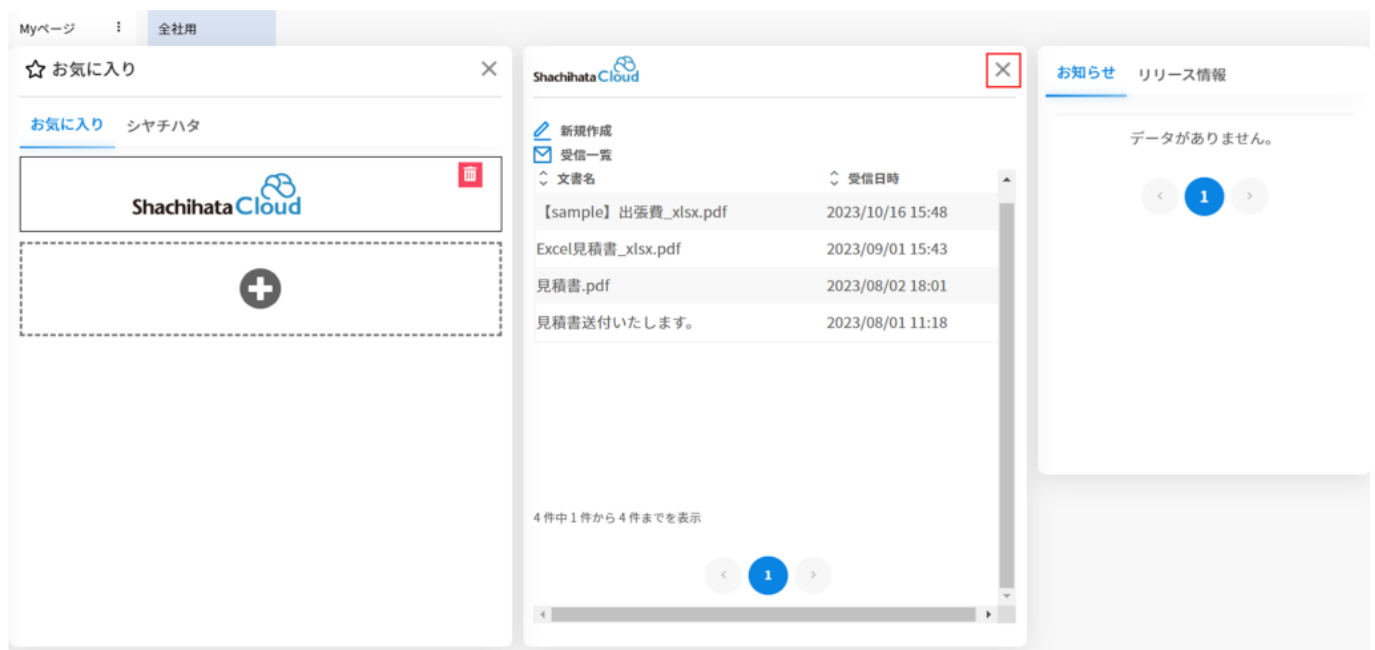 Myページ
全社用
お気に入り
お気に入り シヤチハタ
Shachihata Cloud
Shachihata Cloud
新規作成
受信一覧
文書名 受信日時
【sample】出張費_xlsx.pdf 2023/10/16 15:48
Excel見積書_xlsx.pdf 2023/09/01 15:43
見積書.pdf 2023/08/02 18:01
見積書送付いたします。 2023/08/01 11:18
4 件中 1 件から 4 件までを表示
1
お知らせ リリース情報
データがありません。
1